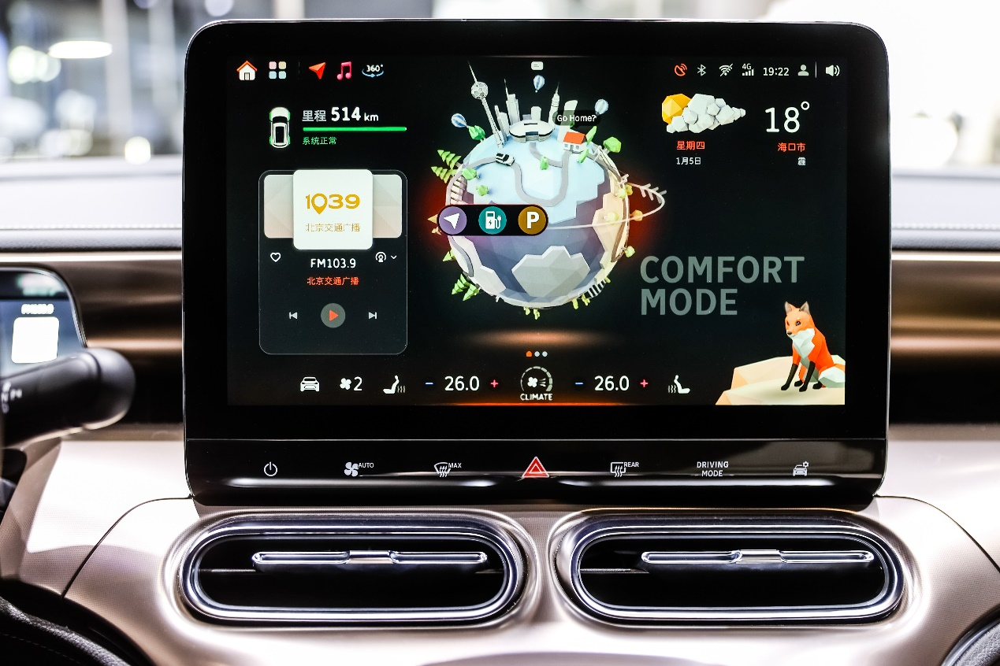 360°
4G
19:22
里程 514 km
系统正常
Go Home?
18°
星期四
海口市
1月5日
霾
1039
北京交通广播
P
FM103.9
北京交通广播
COMFORT
MODE
2
26.0
26.0
CLIMATE
AUTO
MAX
REAR
DRIVING
MODE